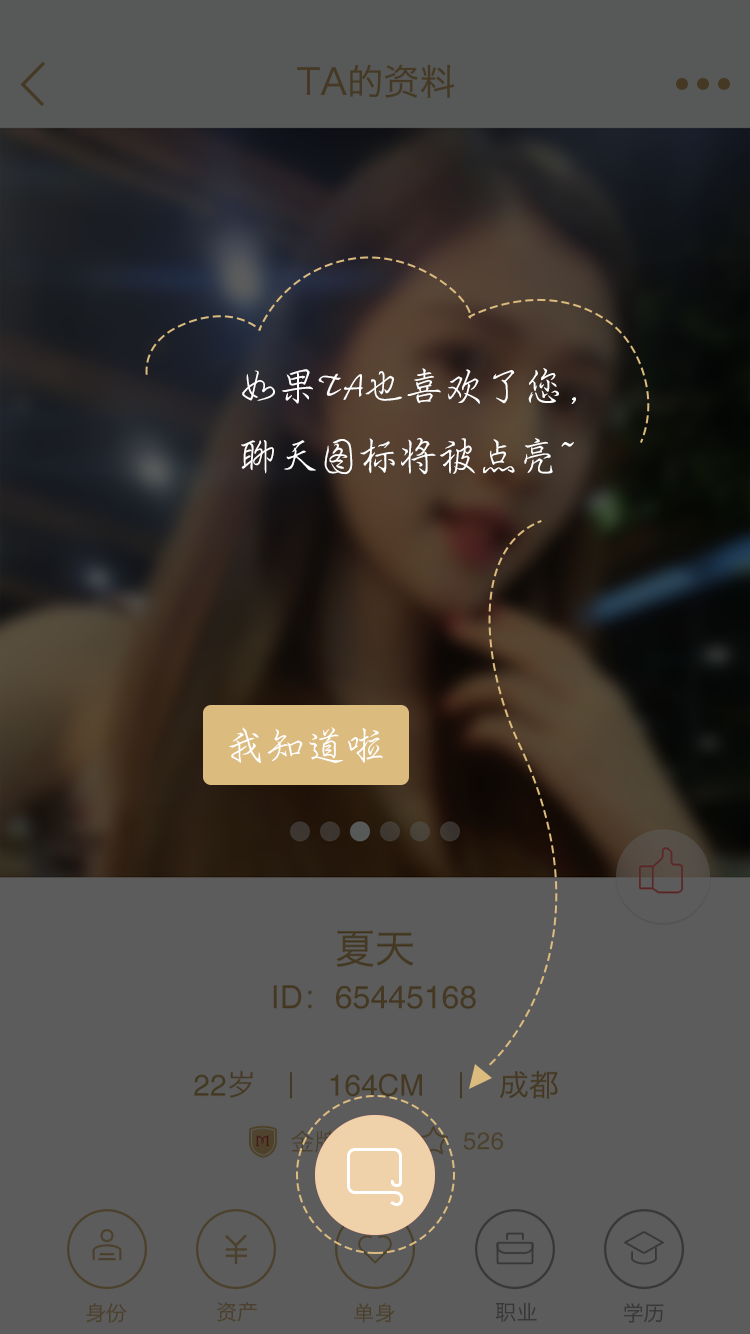 TA的资料
如果TA也喜欢了您，
聊天图标将被点亮~
我知道啦
夏天
ID：65445168
22岁 | 164CM | 成都
金牌 526
身份 资产 单身 职业 学历